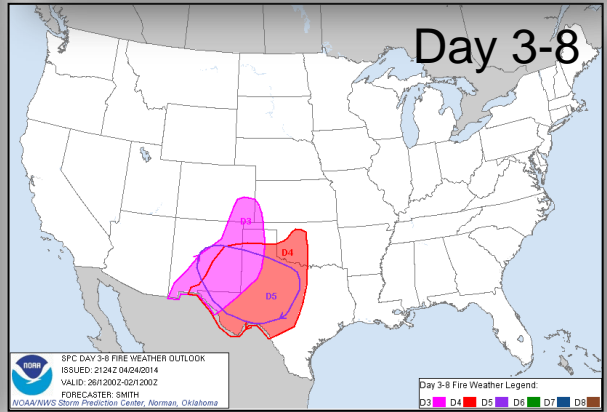 Day 3-8
D3
D4
D5
NOAA
SPC DAY 3-8 FIRE WEATHER OUTLOOK
ISSUED: 2124Z 04/24/2014
VALID: 26/1200Z-02/1200Z
FORECASTER: SMITH
NOAA/NWS Storm Prediction Center, Norman, Oklahoma
Day 3-8 Fire Weather Legend:
D3 D4 D5 D6 D7 D8